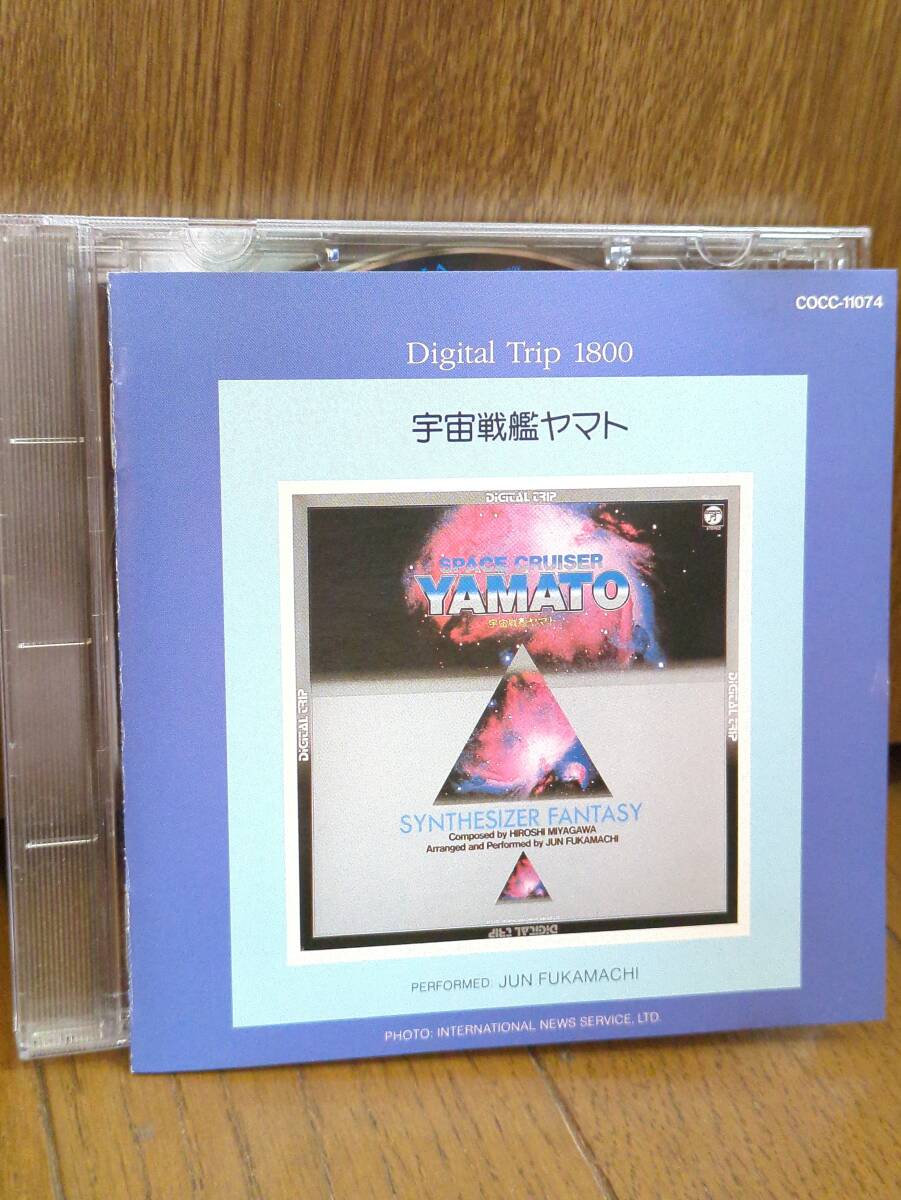 COCC-11074
Digital Trip 1800
宇宙戦艦ヤマト
DIGITAL TRIP
SPACE CRUISER
YAMATO
宇宙戦艦ヤマト
DIGITAL TRIP
DIGITAL TRIP
SYNTHESIZER FANTASY
Composed by HIROSHI MIYAGAWA
Arranged and Performed by JUN FUKAMACHI
DIGITAL TRIP
PERFORMED: JUN FUKAMACHI
PHOTO: INTERNATIONAL NEWS SERVICE, LTD.